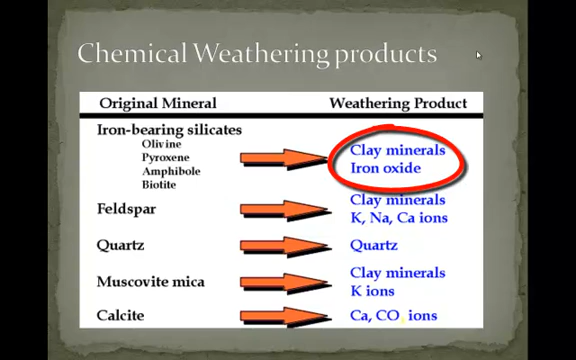 Chemical Weathering products
Original Mineral Weathering Product
Iron-bearing silicates
Olivine
Pyroxene
Amphibole
Biotite
Clay minerals
Iron oxide
Feldspar
Clay minerals
K, Na, Ca ions
Quartz Quartz
Muscovite mica
Clay minerals
K ions
Calcite Ca, CO ions